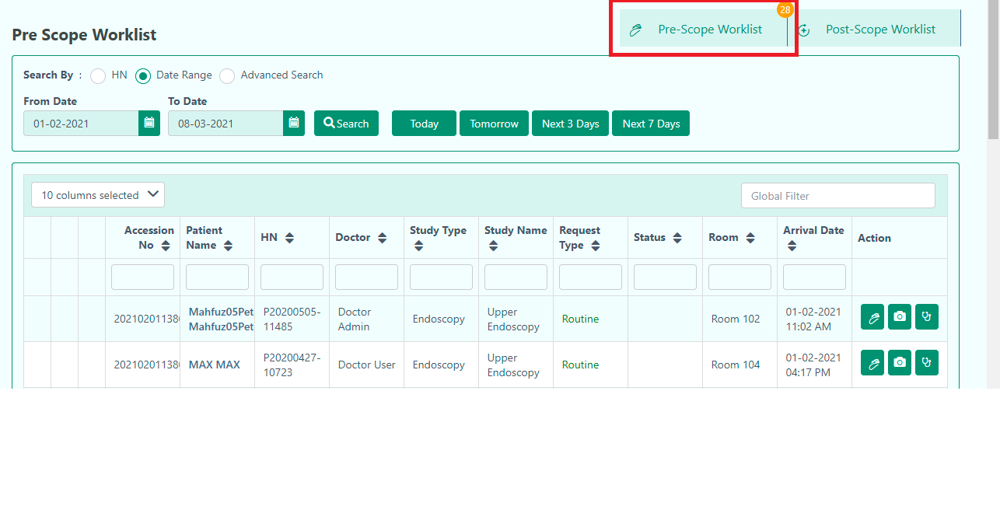 28
Pre Scope Worklist
Pre-Scope Worklist
Post-Scope Worklist
Search By : HN Date Range Advanced Search
From Date To Date
01-02-2021 08-03-2021 Search Today Tomorrow Next 3 Days Next 7 Days
10 columns selected Global Filter
Accession No
Patient Name
HN
Doctor
Study Type
Study Name
Request Type
Status
Room
Arrival Date
Action
Mahfuz05Pet
Mahfuz05Pet
P20200505-
11485
Doctor
Admin
Endoscopy
Upper
Endoscopy
Routine
Room 102
01-02-2021
11:02 AM
MAX MAX
P20200427-
10723
Doctor User
Endoscopy
Upper
Endoscopy
Routine
Room 104
01-02-2021
04:17 PM